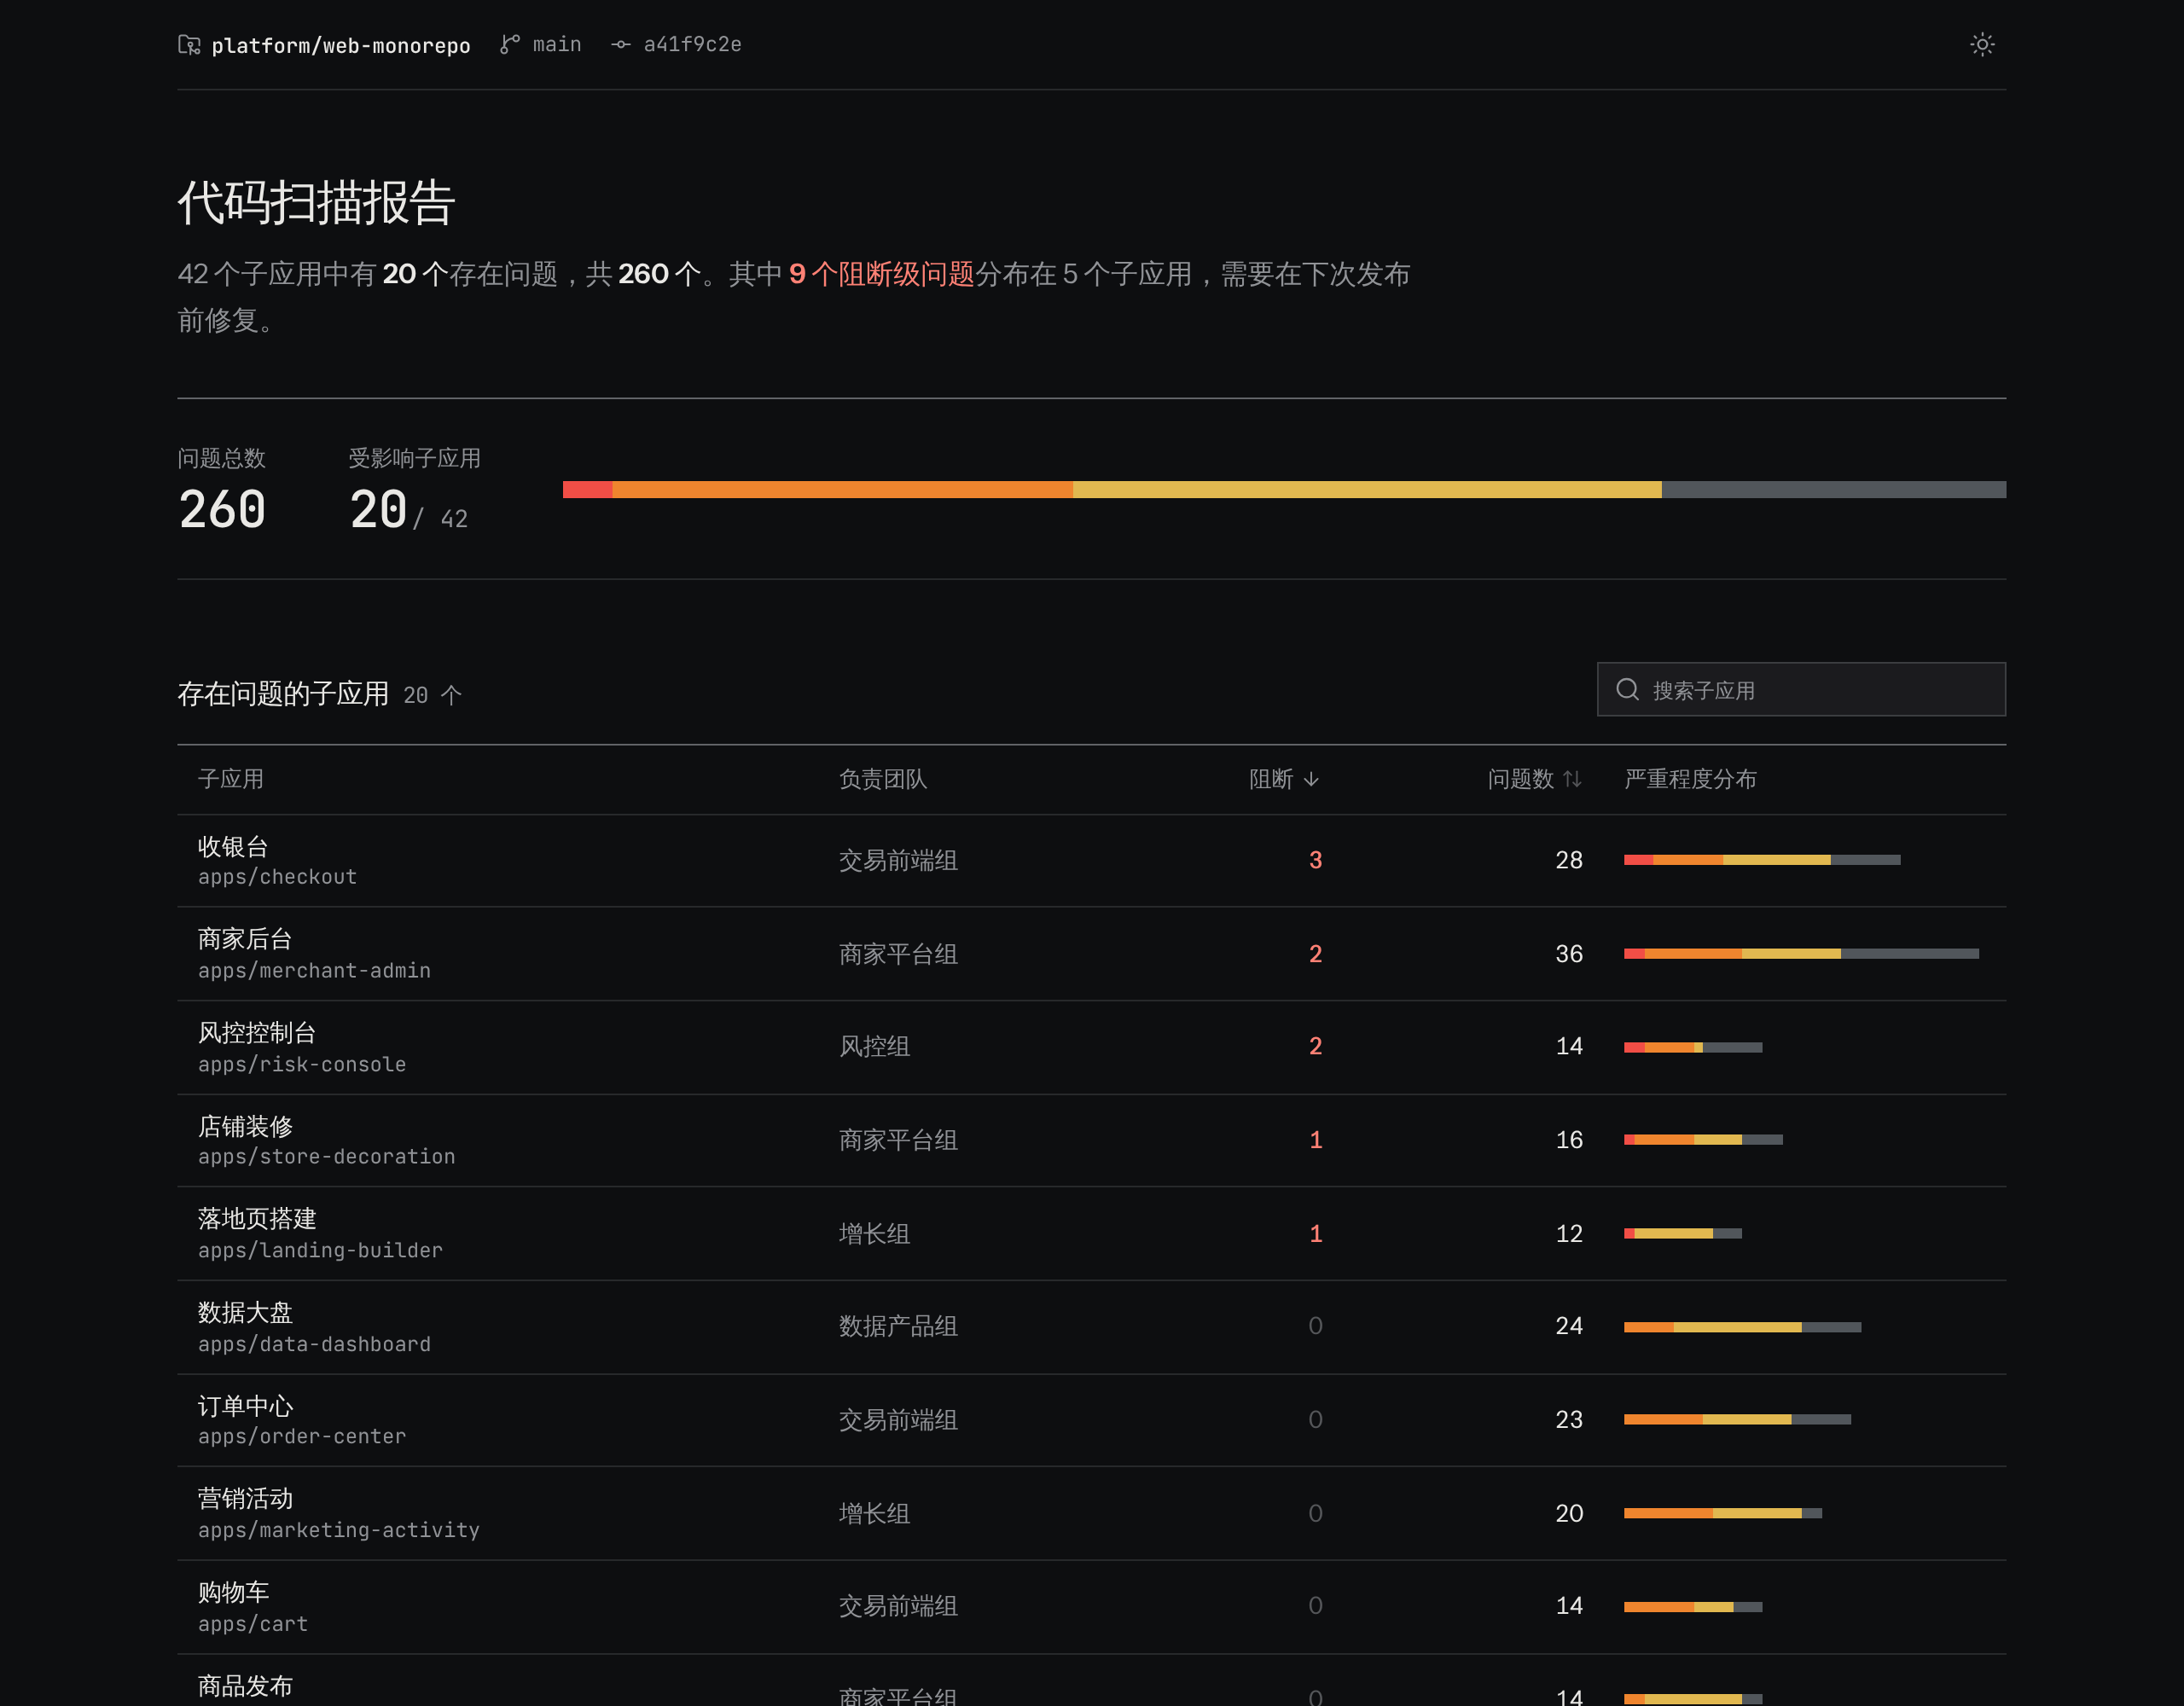 platform/web-monorepo main a41f9c2e
代码扫描报告
42 个子应用中有 20 个存在问题，共 260 个。其中 9 个阻断级问题分布在 5 个子应用，需要在下次发布
前修复。
问题总数 受影响子应用
260 20 / 42
存在问题的子应用 20 个 搜索子应用
子应用 负责团队 阻断 问题数 严重程度分布
收银台
apps/checkout
交易前端组 3 28
商家后台
apps/merchant-admin
商家平台组 2 36
风控控制台
apps/risk-console
风控组 2 14
店铺装修
apps/store-decoration
商家平台组 1 16
落地页搭建
apps/landing-builder
增长组 1 12
数据大盘
apps/data-dashboard
数据产品组 0 24
订单中心
apps/order-center
交易前端组 0 23
营销活动
apps/marketing-activity
增长组 0 20
购物车
apps/cart
交易前端组 0 14
商品发布
商家平台组 0 14